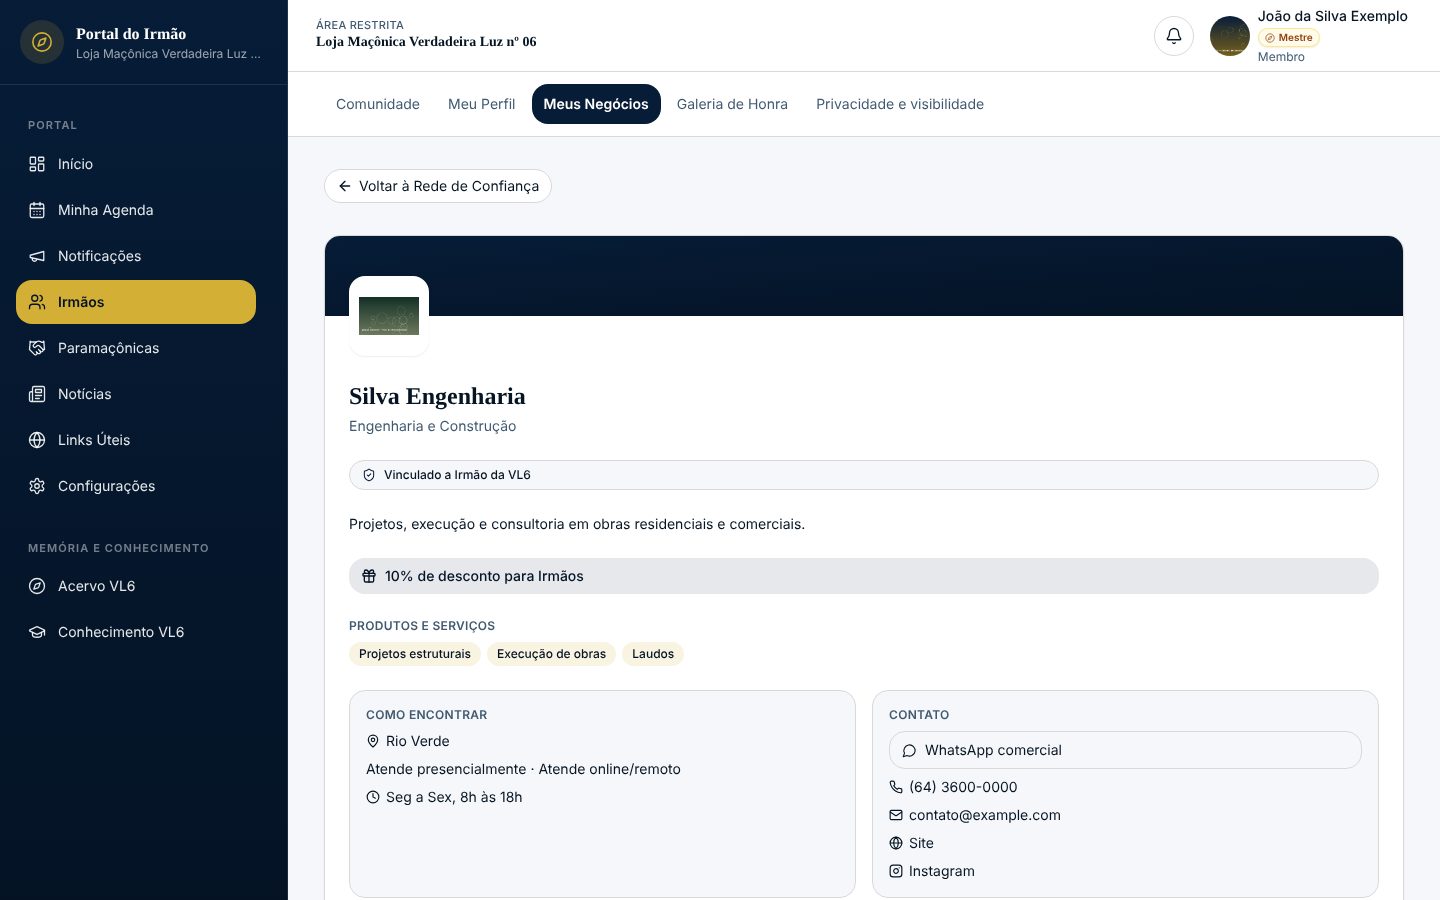 Portal do Irmão
Loja Maçônica Verdadeira Luz ...
PORTAL
Início
Minha Agenda
Notificações
Irmãos
Paramaçônicas
Notícias
Links Úteis
Configurações
MEMÓRIA E CONHECIMENTO
Acervo VL6
Conhecimento VL6
ÁREA RESTRITA
Loja Maçônica Verdadeira Luz nº 06
João da Silva Exemplo
Mestre
Membro
Comunidade
Meu Perfil
Meus Negócios
Galeria de Honra
Privacidade e visibilidade
Voltar à Rede de Confiança
Silva Engenharia
Engenharia e Construção
Vinculado a Irmão da VL6
Projetos, execução e consultoria em obras residenciais e comerciais.
10% de desconto para Irmãos
PRODUTOS E SERVIÇOS
Projetos estruturais
Execução de obras
Laudos
COMO ENCONTRAR
Rio Verde
Atende presencialmente · Atende online/remoto
Seg a Sex, 8h às 18h
CONTATO
WhatsApp comercial
(64) 3600-0000
contato@example.com
Site
Instagram